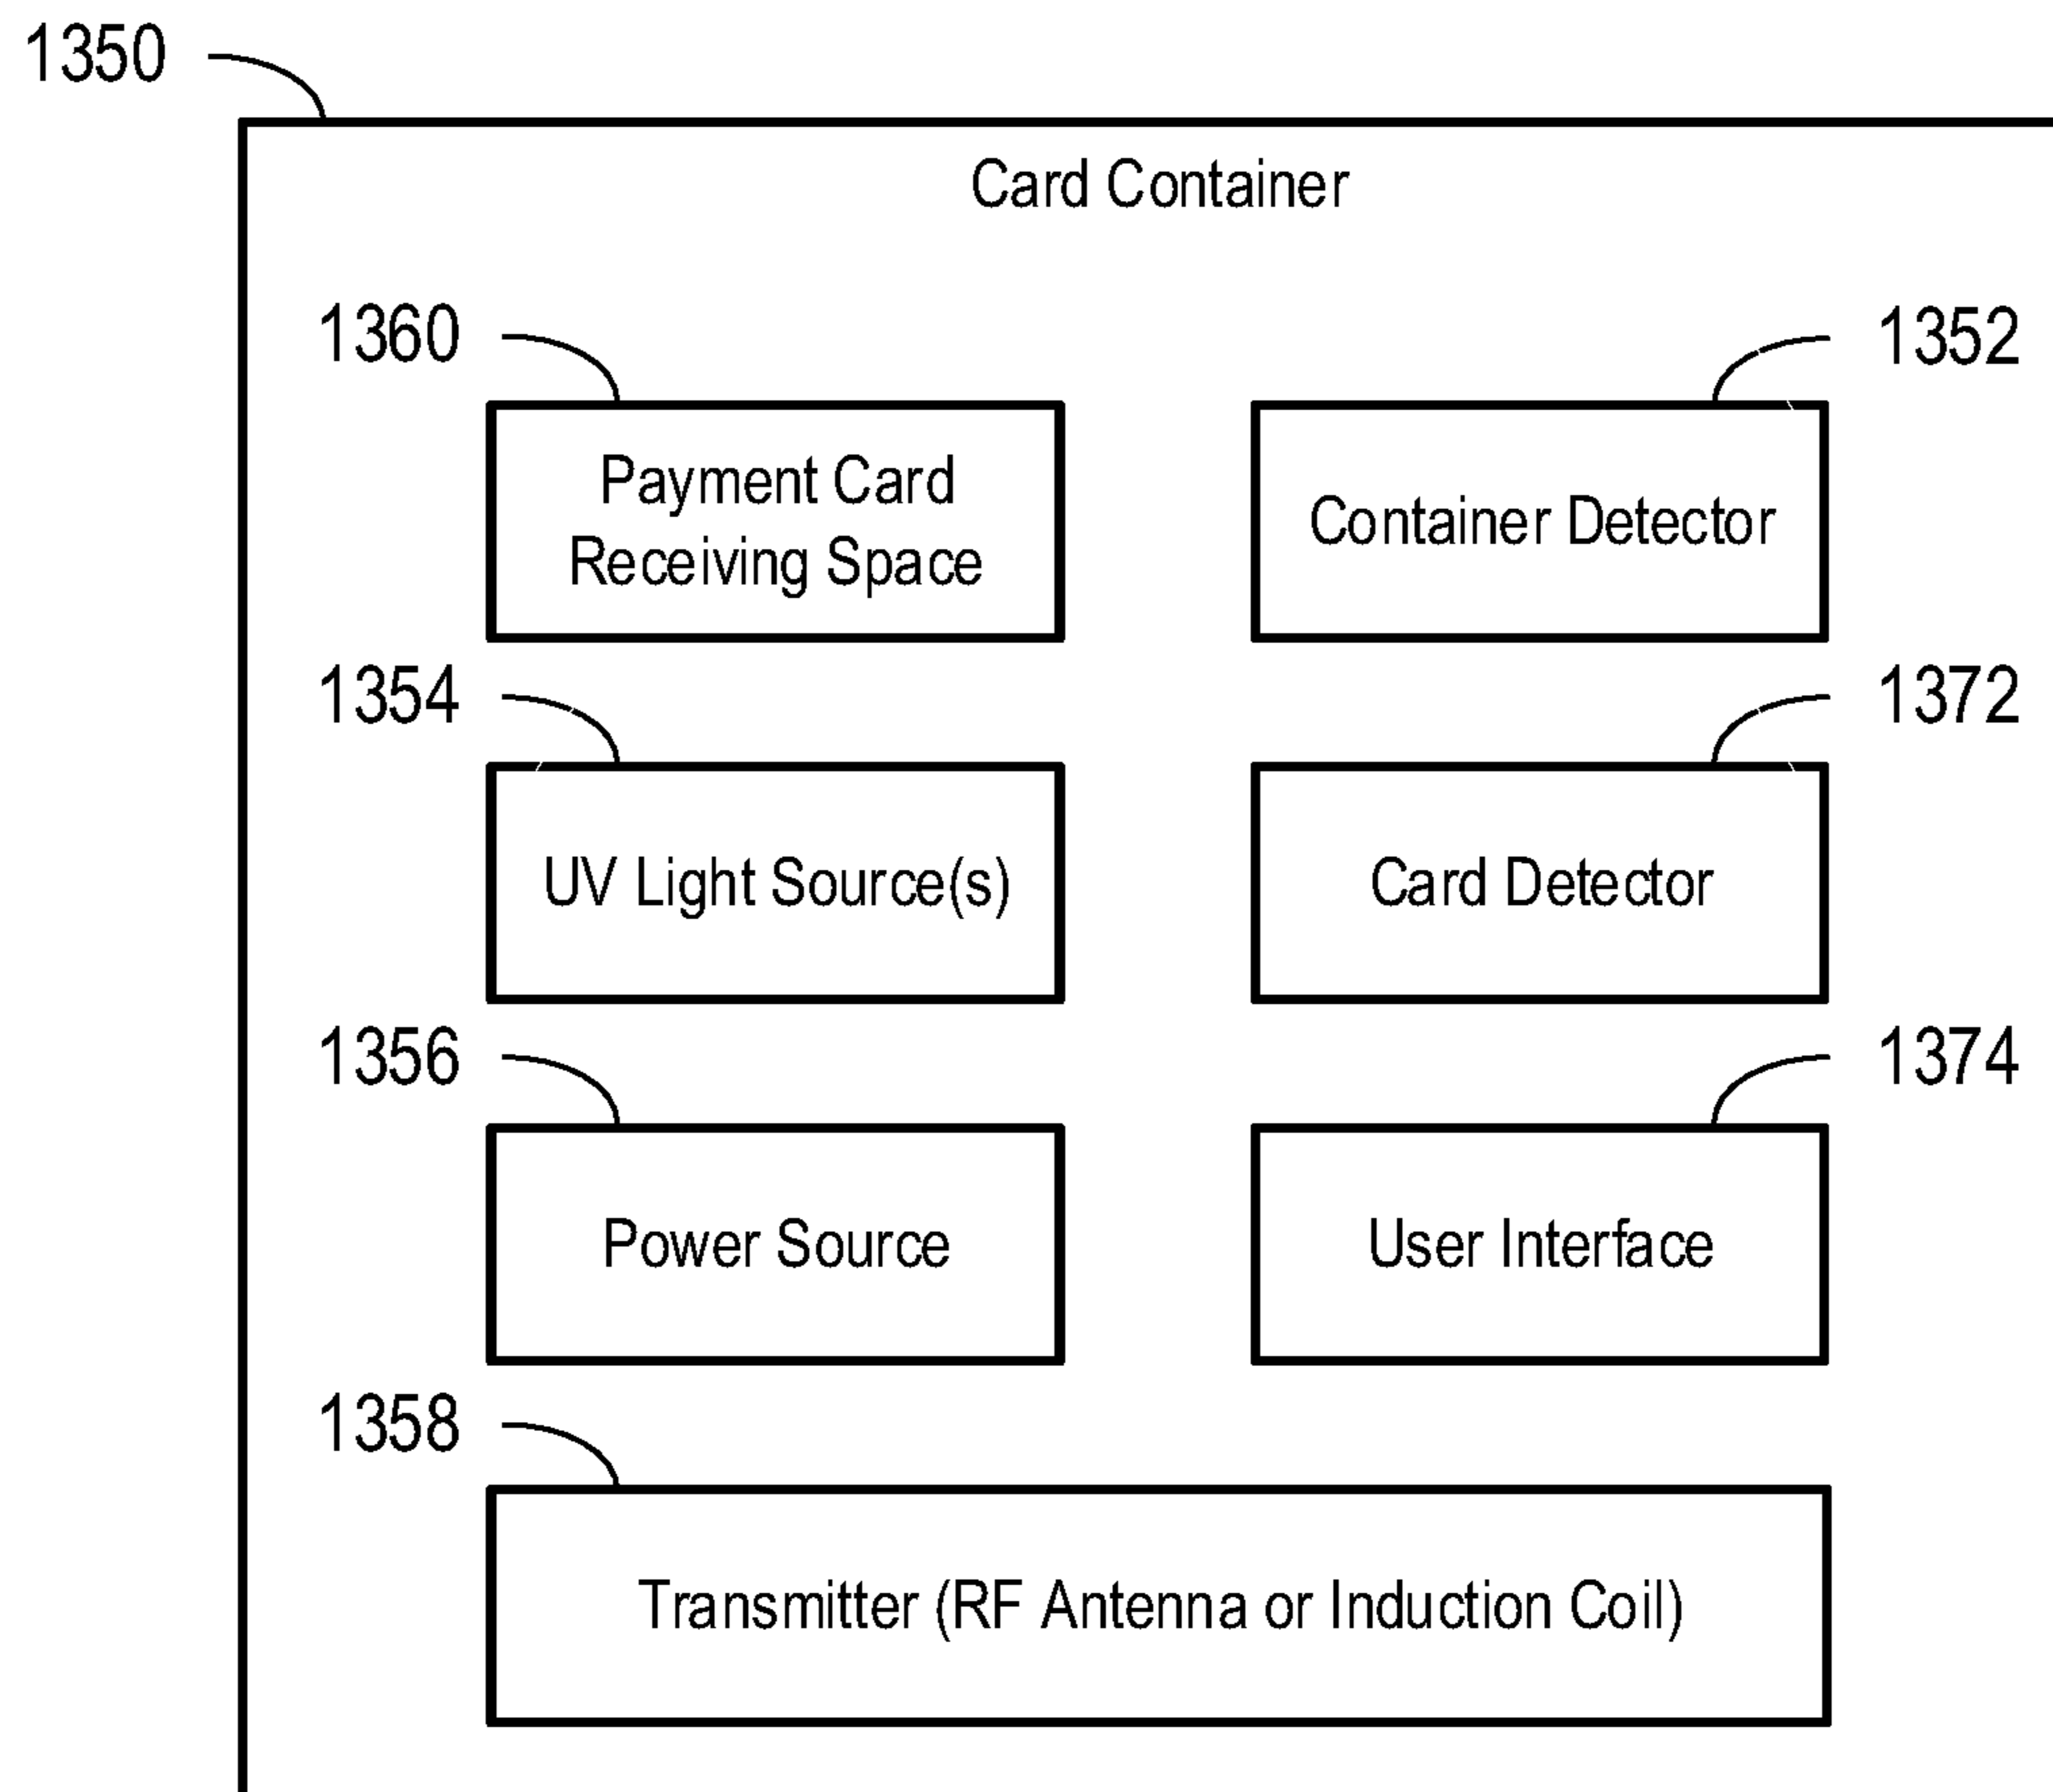 1350
Card Container
1360
1352
Payment Card
Receiving Space
Container Detector
1354
1372
UV Light Source(s)
Card Detector
1356
1374
Power Source
User Interface
1358
Transmitter (RF Antenna or Induction Coil)